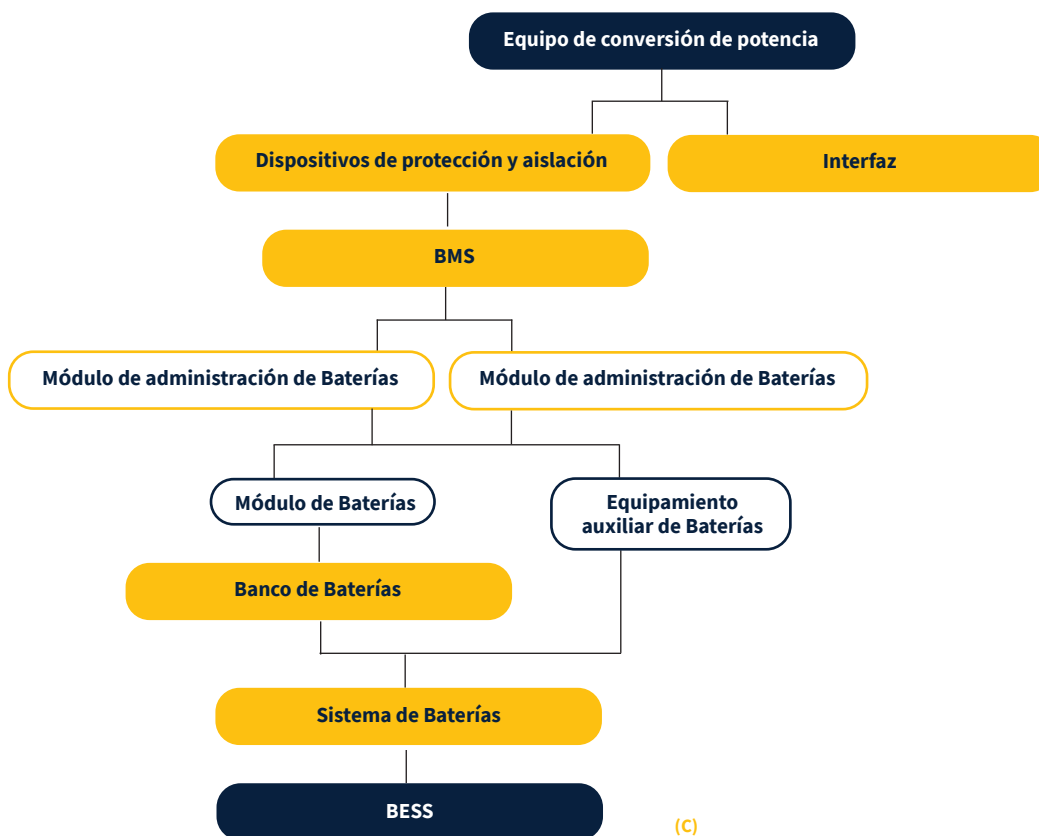 Equipo de conversión de potencia
Dispositivos de protección y aislación
Interfaz
BMS
Módulo de administración de Baterías
Módulo de administración de Baterías
Módulo de Baterías
Equipamiento
auxiliar de Baterías
Banco de Baterías
Sistema de Baterías
BESS
(C)